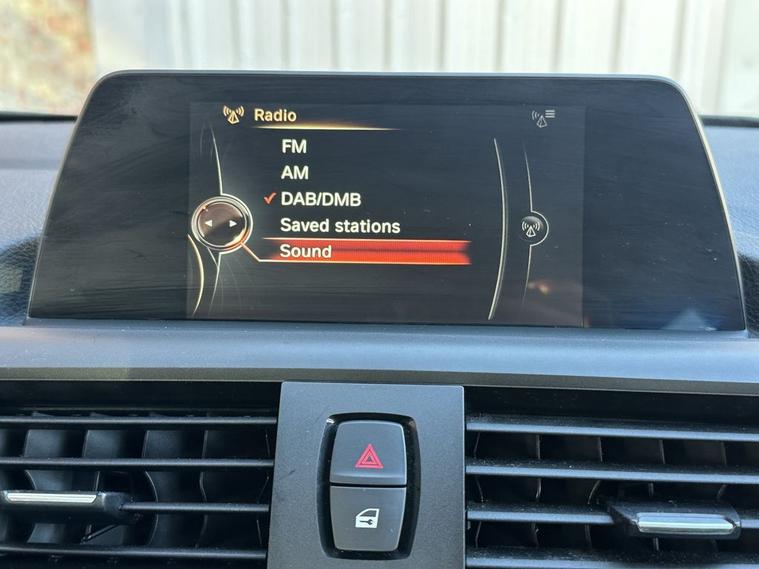 Radio
FM
AM
DAB/DMB
Saved stations
Sound